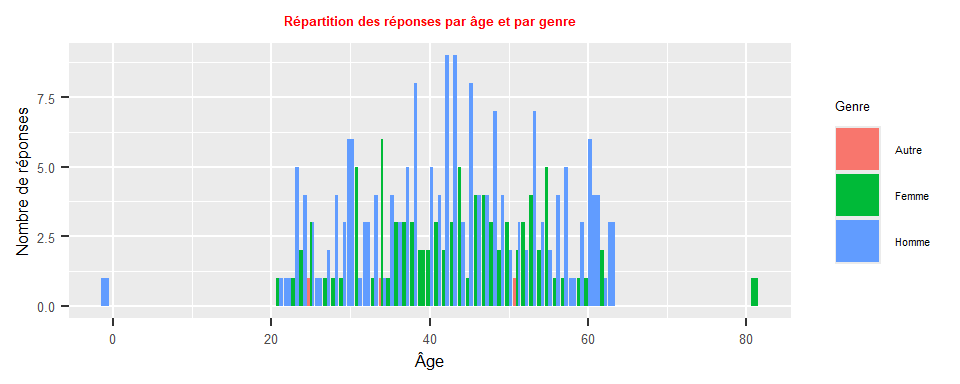 Répartition des réponses par âge et par genre
Nombre de réponses
7.5
5.0
2.5
0.0
0
20
40
60
80
Âge
Genre
Autre
Femme
Homme